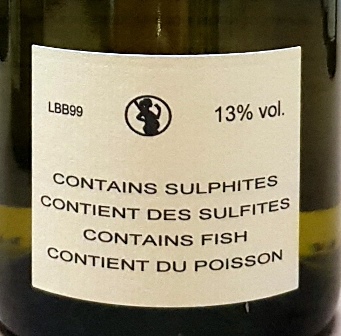 LBB99 13% vol.
CONTAINS SULPHITES
CONTIENT DES SULFITES
CONTAINS FISH
CONTIENT DU POISSON